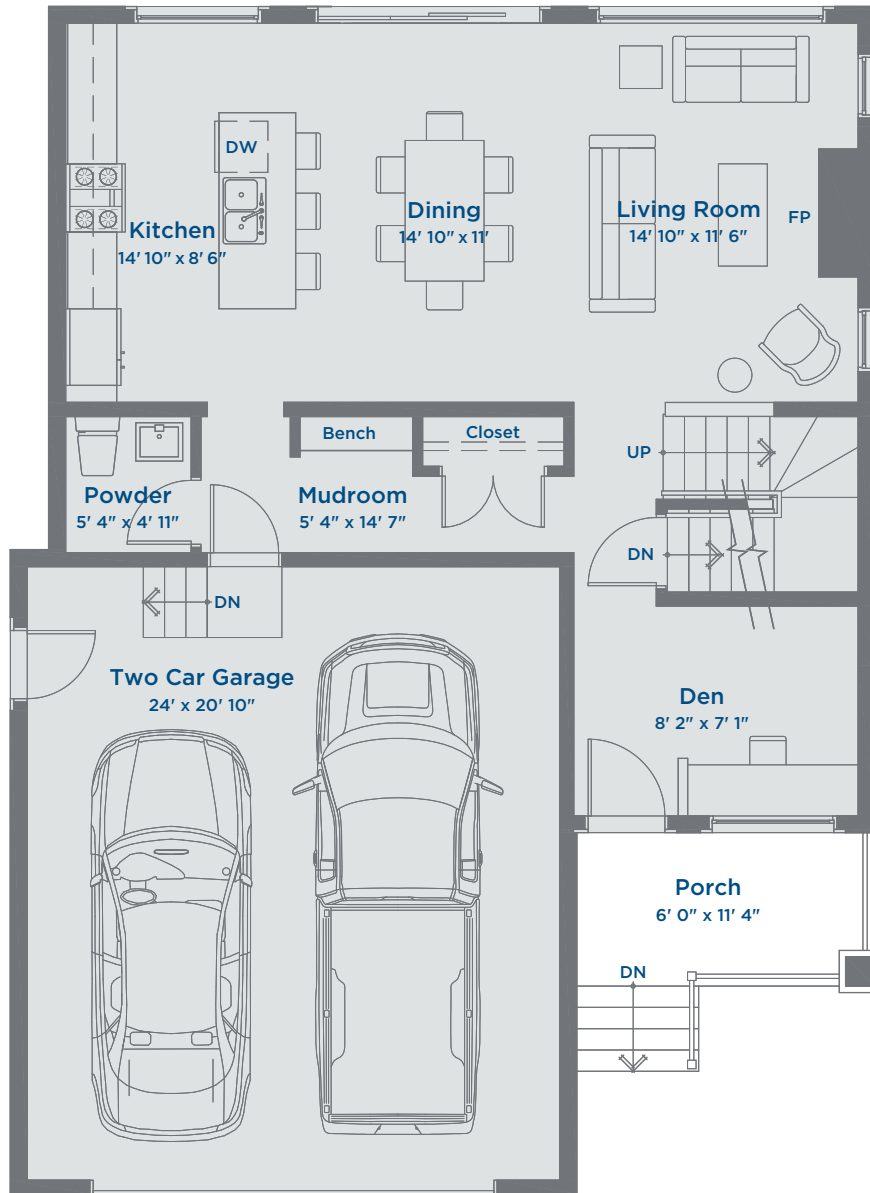 DW
Kitchen
14' 10" x 8' 6"
Dining
14' 10" x 11'
Living Room
14' 10" x 11' 6"
FP
Bench
Closet
UP
Powder
5' 4" x 4' 11"
Mudroom
5' 4" x 14' 7"
DN
DN
Two Car Garage
24' x 20' 10"
Den
8' 2" x 7' 1"
Porch
6' 0" x 11' 4"
DN